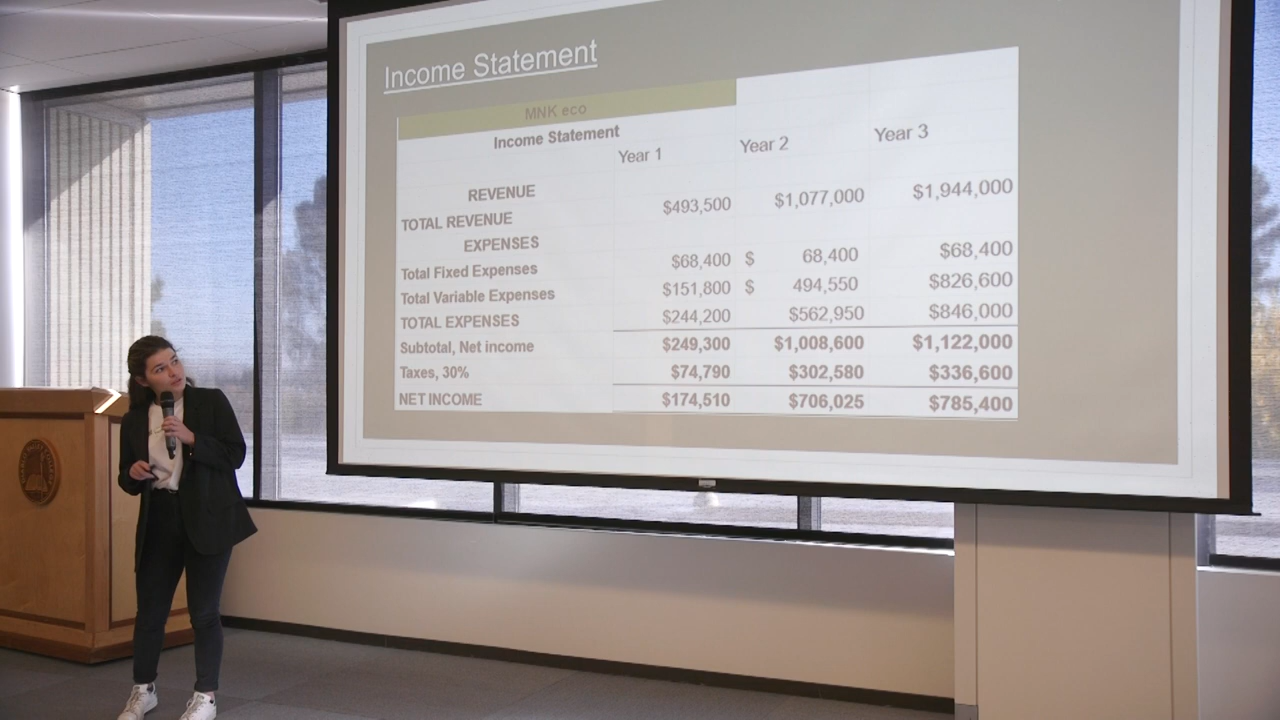 Income Statement
MNK eco
Income Statement
Year 1 Year 2 Year 3
REVENUE
TOTAL REVENUE $493,500 $1,077,000 $1,944,000
EXPENSES
Total Fixed Expenses $68,400 $ 68,400 $68,400
Total Variable Expenses $151,800 $ 494,550 $826,600
TOTAL EXPENSES $244,200 $562,950 $846,000
Subtotal, Net income $249,300 $1,008,600 $1,122,000
Taxes, 30% $74,790 $302,580 $336,600
NET INCOME $174,510 $706,025 $785,400